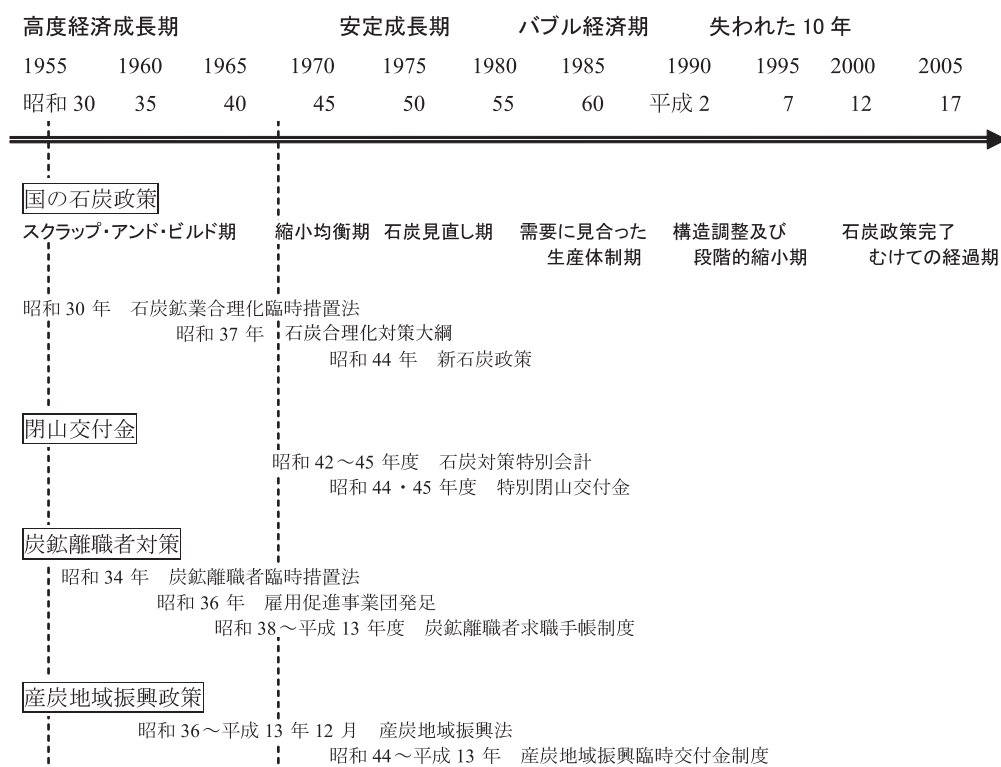 高度経済成長期 安定成長期 バブル経済期 失われた 10 年
1955 1960 1965 1970 1975 1980 1985 1990 1995 2000 2005
昭和 30 35 40 45 50 55 60 平成 2 7 12 17
国の石炭政策
スクラップ・アンド・ビルド期 縮小均衡期 石炭見直し期 需要に見合った 構造調整及び 石炭政策完了
生産体制期 段階的縮小期 むけての経過期
昭和 30 年 石炭鉱業合理化臨時措置法
昭和 37 年 石炭合理化対策大綱
昭和 44 年 新石炭政策
閉山交付金
昭和 42～45 年度 石炭対策特別会計
昭和 44・45 年度 特別閉山交付金
炭鉱離職者対策
昭和 34 年 炭鉱離職者臨時措置法
昭和 36 年 雇用促進事業団発足
昭和 38～平成 13 年度 炭鉱離職者求職手帳制度
産炭地域振興政策
昭和 36～平成 13 年 12 月 産炭地域振興法
昭和 44～平成 13 年 産炭地域振興臨時交付金制度